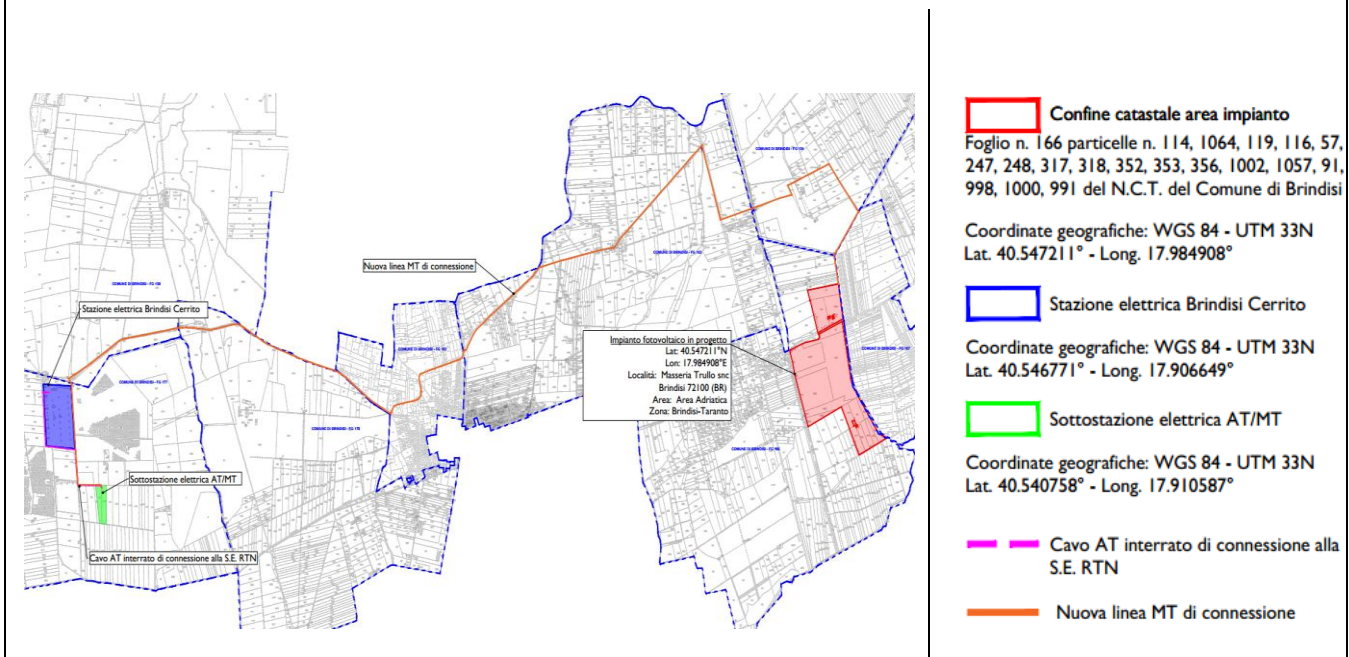 Nuova linea MT di connessione
Stazione elettrica Brindisi Cerrito
Impianto fotovoltaico in progetto
Lat: 40.547211°N
Lon: 17.984908°E
Località: Masseria Trullo snc
Brindisi 72100 (BR)
Area: Area Adriatica
Zona: Brindisi-Taranto
Sottostazione elettrica AT/MT
Cavo AT interrato di connessione alla S.E. RTN
Confine catastale area impianto
Foglio n. 166 particelle n. 114, 1064, 119, 116, 57,
247, 248, 317, 318, 352, 353, 356, 1002, 1057, 91,
998, 1000, 991 del N.C.T. del Comune di Brindisi
Coordinate geografiche: WGS 84 - UTM 33N
Lat. 40.547211° - Long. 17.984908°
Stazione elettrica Brindisi Cerrito
Coordinate geografiche: WGS 84 - UTM 33N
Lat. 40.546771° - Long. 17.906649°
Sottostazione elettrica AT/MT
Coordinate geografiche: WGS 84 - UTM 33N
Lat. 40.540758° - Long. 17.910587°
Cavo AT interrato di connessione alla
S.E. RTN
Nuova linea MT di connessione